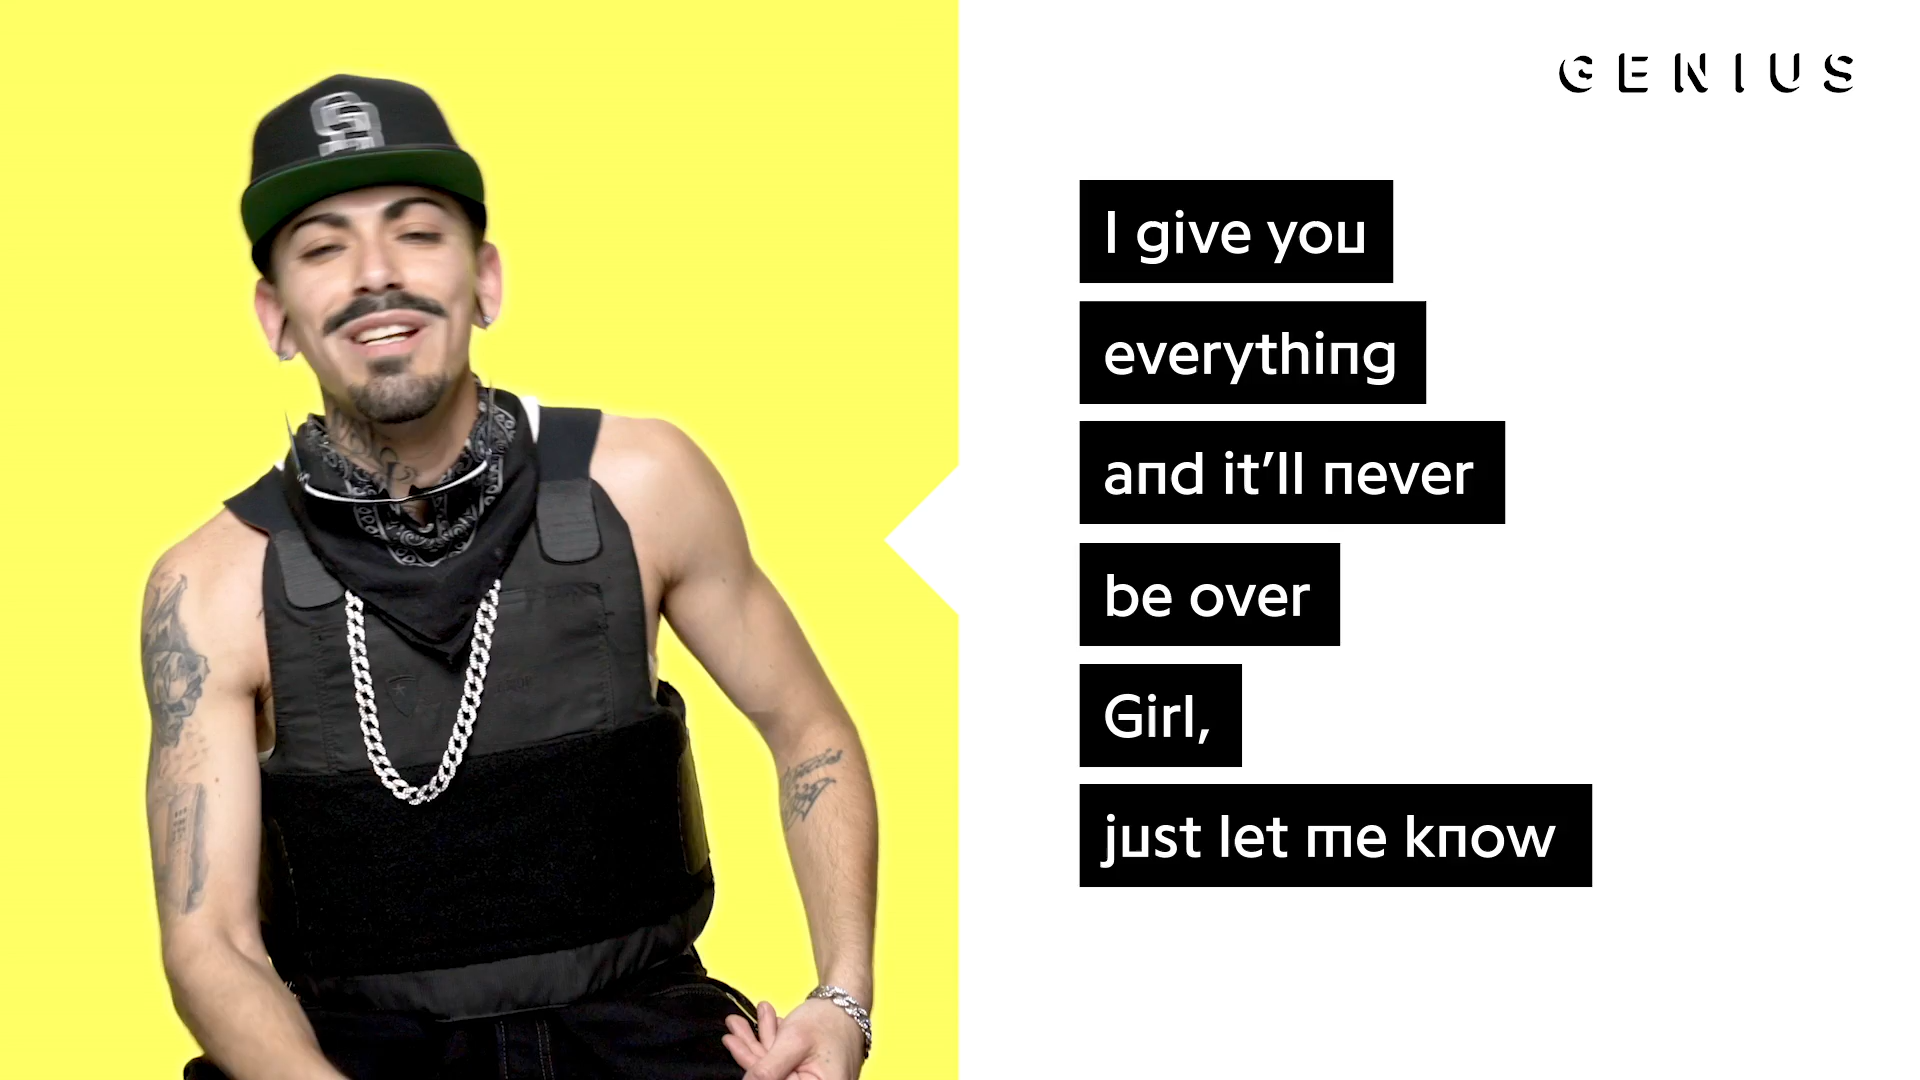 GENIUS
I give you
everything
and it’ll never
be over
Girl,
just let me know